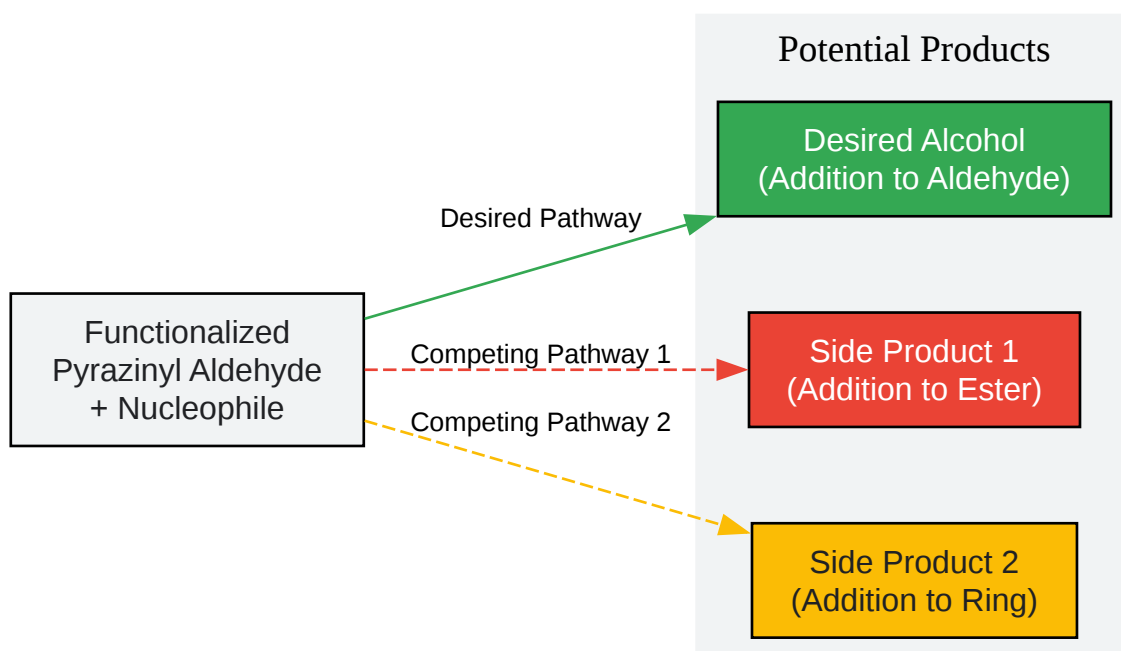 Potential Products
Desired Alcohol
(Addition to Aldehyde)
Desired Pathway
Functionalized
Pyrazinyl Aldehyde
+ Nucleophile
Competing Pathway 1
Side Product 1
(Addition to Ester)
Competing Pathway 2
Side Product 2
(Addition to Ring)